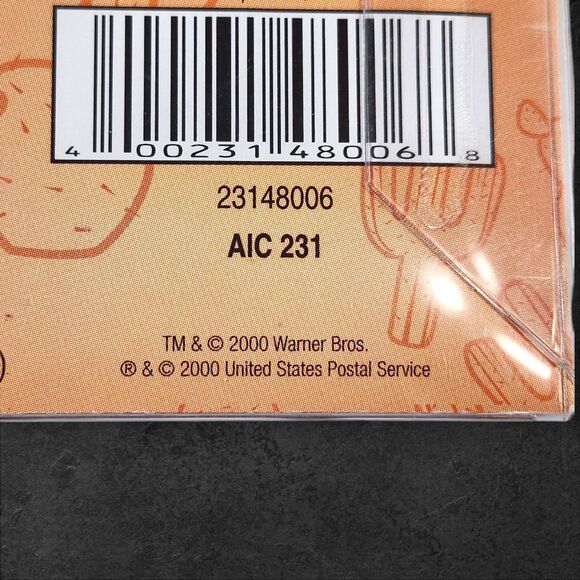 4 00231 48006 8
23148006
AIC 231
TM & © 2000 Warner Bros.
® & © 2000 United States Postal Service